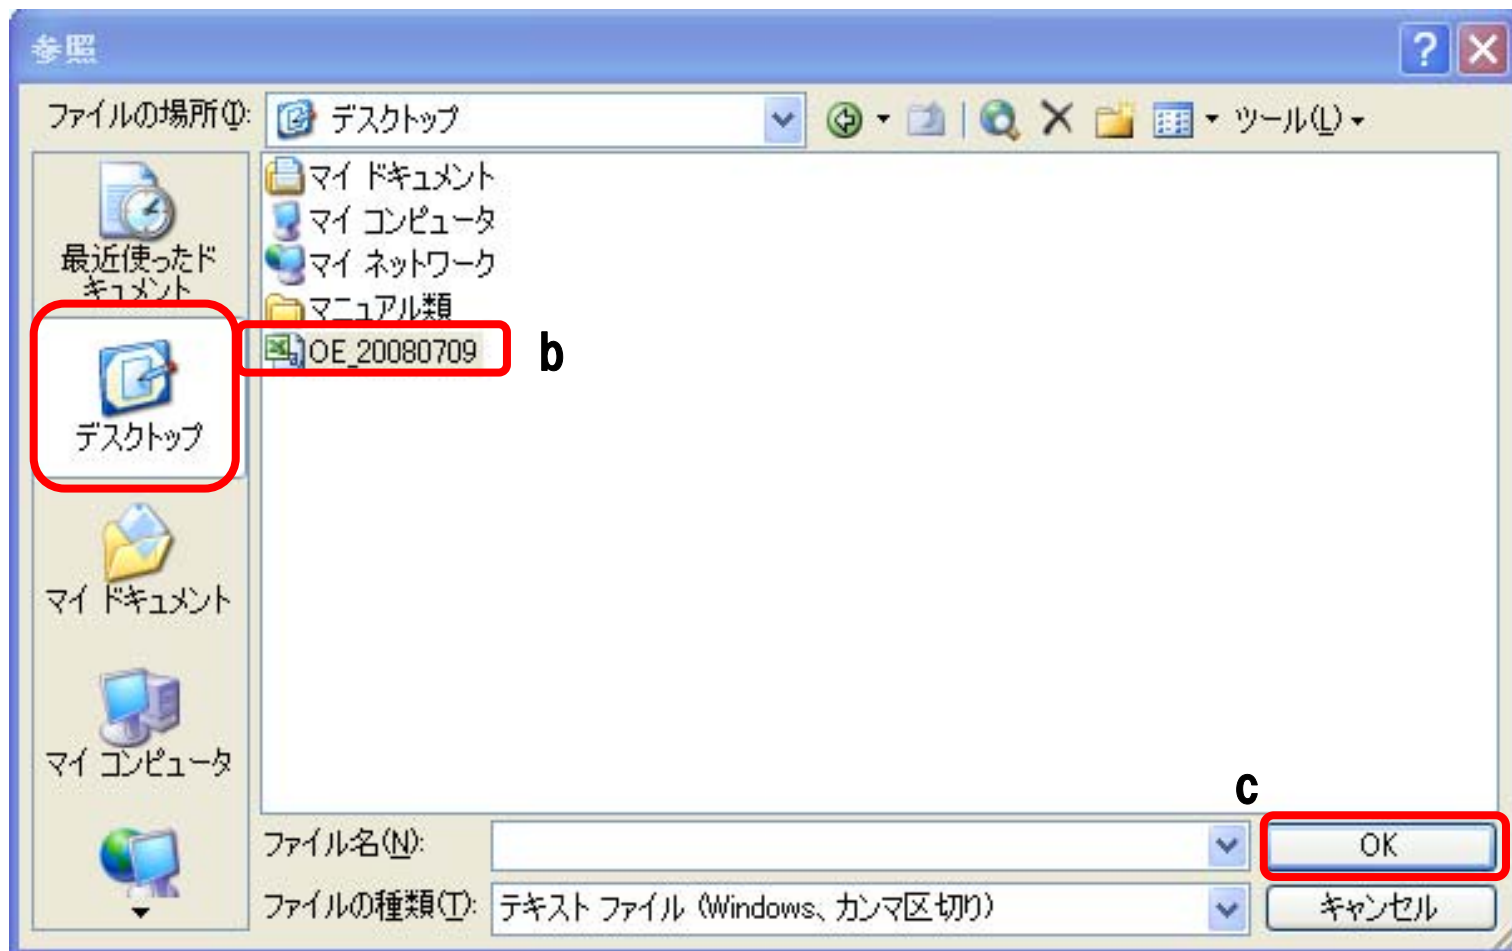 参照
ファイルの場所(I):
デスクトップ
ツール(L)
最近使ったド
キュメント
デスクトップ
マイ ドキュメント
マイ コンピュータ
マイ ドキュメント
マイ コンピュータ
マイ ネットワーク
マニュアル類
OE_20080709
b
c
ファイル名(N):
OK
ファイルの種類(T):
テキスト ファイル (Windows、カンマ区切り)
キャンセル